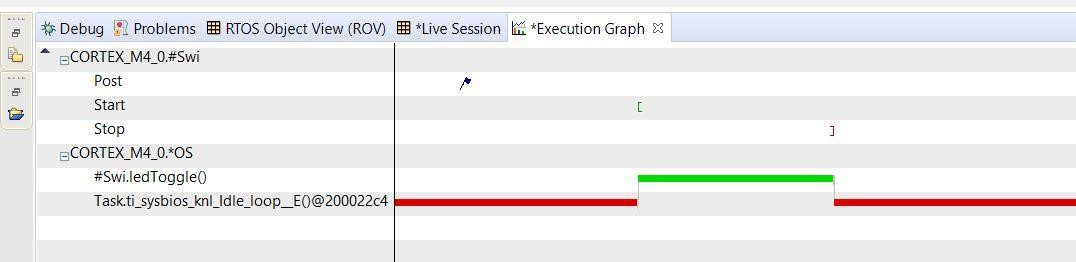 Debug Problems RTOS Object View (ROV) *Live Session *Execution Graph
CORTEX_M4_0.#Swi
Post
Start
Stop
CORTEX_M4_0.*OS
#Swi.ledToggle()
Task.ti_sysbios_knl_Idle_loop__E()@200022c4